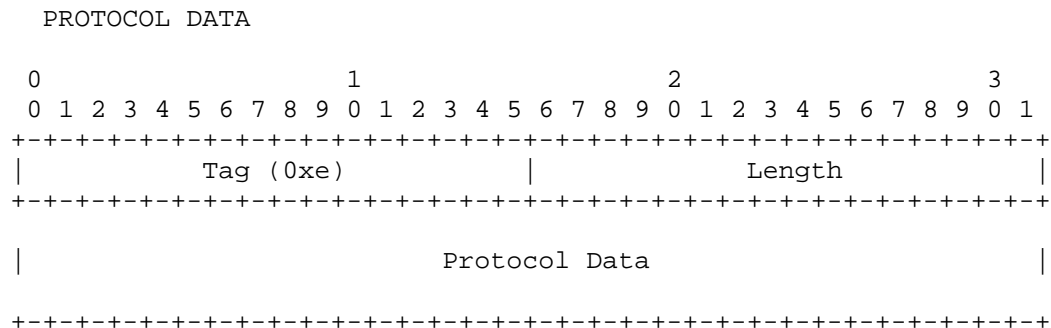 PROTOCOL DATA
0                   1                   2                   3
0 1 2 3 4 5 6 7 8 9 0 1 2 3 4 5 6 7 8 9 0 1 2 3 4 5 6 7 8 9 0 1
+-+-+-+-+-+-+-+-+-+-+-+-+-+-+-+-+-+-+-+-+-+-+-+-+-+-+-+-+-+-+-+-+
|           Tag (0xe)           |             Length            |
+-+-+-+-+-+-+-+-+-+-+-+-+-+-+-+-+-+-+-+-+-+-+-+-+-+-+-+-+-+-+-+-+
|                          Protocol Data                        |
+-+-+-+-+-+-+-+-+-+-+-+-+-+-+-+-+-+-+-+-+-+-+-+-+-+-+-+-+-+-+-+-+